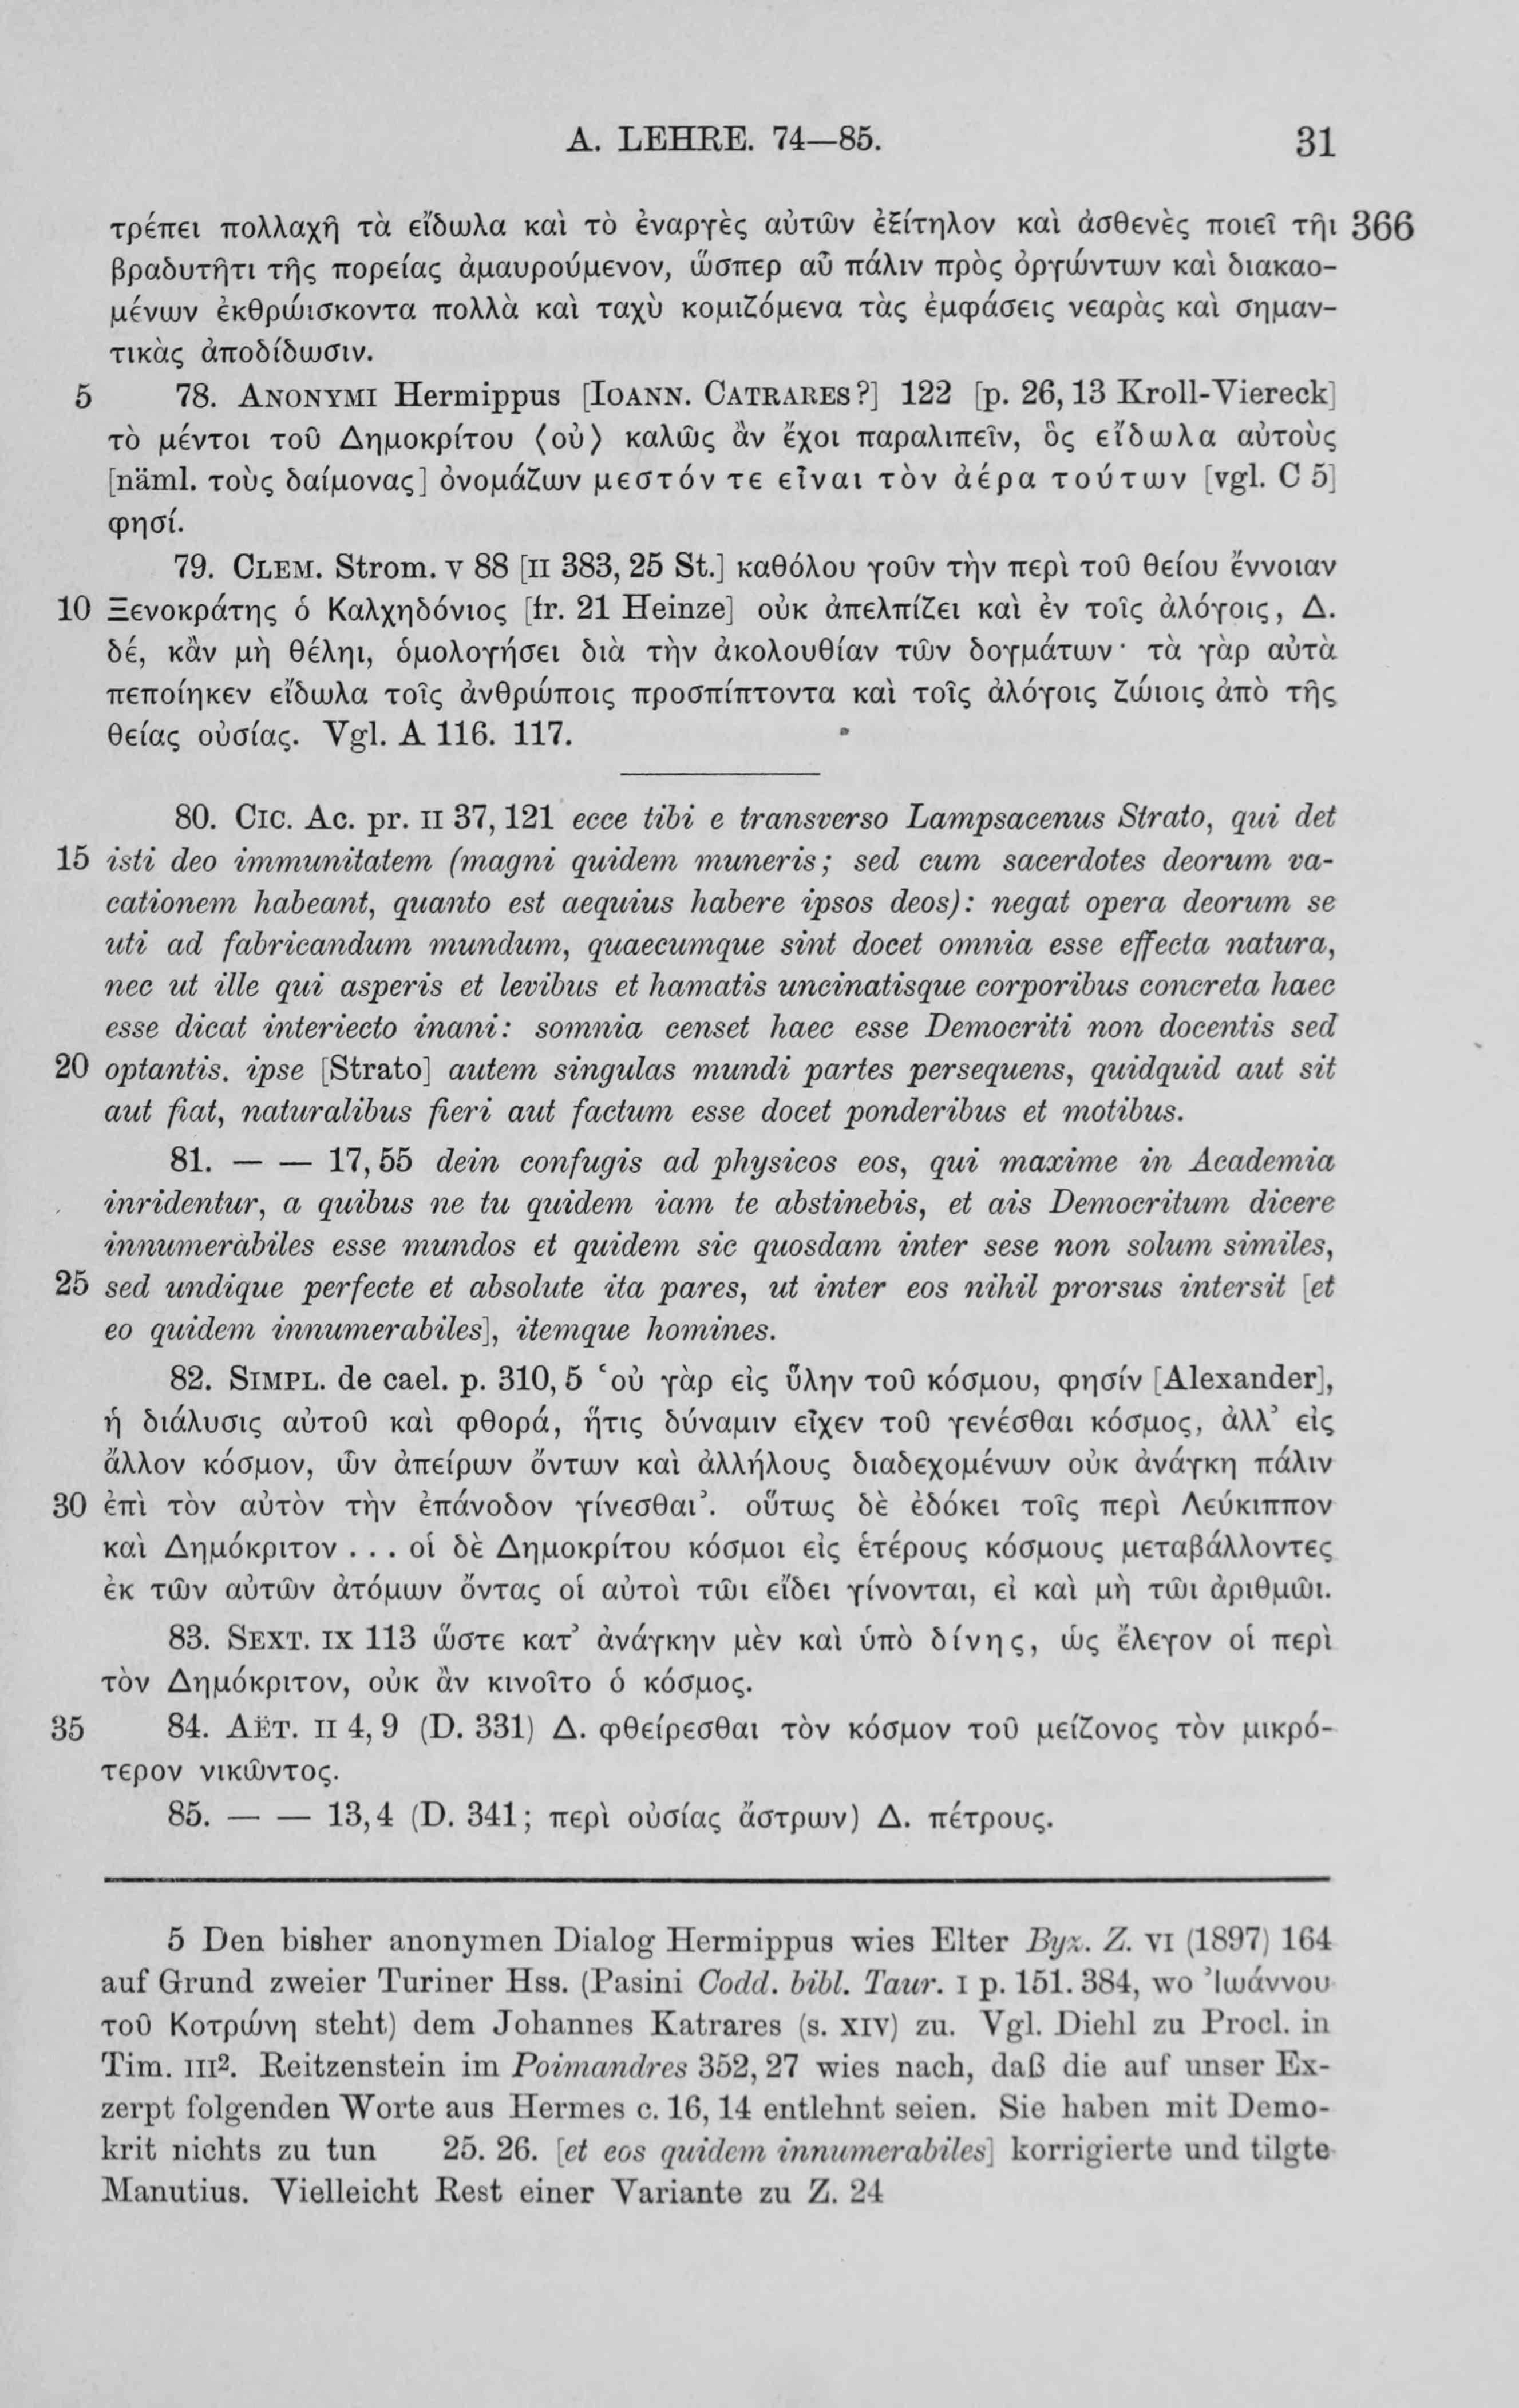 A. LEHRE. 74—85. 31
τρέπει πολλαχῆ τὰ εἴδωλα καὶ τὸ ἐναργὲς αὐτῶν ἐξίτηλον καὶ ἀσθενὲς ποιεῖ τῆι 366
βραδυτῆτι τῆς πορείας ἀμαυρούμενον, ὥσπερ αὖ πάλιν πρὸς ὀργώντων καὶ διακαο-
μένων ἐκθρώισκοντα πολλὰ καὶ ταχὺ κομιζόμενα τὰς ἐμφάσεις νεαρὰς καὶ σημαν-
τικὰς ἀποδίδωσιν.
5 78. ANONYMI Hermippus [IOANN. CATRARES?] 122 [p. 26, 13 Kroll-Viereck]
τὸ μέντοι τοῦ Δημοκρίτου ⟨οὐ⟩ καλῶς ἂν ἔχοι παραλιπεῖν, ὃς εἴδωλα αὐτοὺς
[näml. τοὺς δαίμονας] ὀνομάζων μεστόν τε εἶναι τὸν ἀέρα τούτων [vgl. C 5]
φησί.
79. CLEM. Strom. V 88 [II 383, 25 St.] καθόλου γοῦν τὴν περὶ τοῦ θείου ἔννοιαν
10 Ξενοκράτης ὁ Καλχηδόνιος [fr. 21 Heinze] οὐκ ἀπελπίζει καὶ ἐν τοῖς ἀλόγοις, Δ.
δέ, κἂν μὴ θέληι, ὁμολογήσει διὰ τὴν ἀκολουθίαν τῶν δογμάτων· τὰ γὰρ αὐτὰ
πεποίηκεν εἴδωλα τοῖς ἀνθρώποις προσπίπτοντα καὶ τοῖς ἀλόγοις ζώιοις ἀπὸ τῆς
θείας οὐσίας. Vgl. A 116. 117.
80. CIC. Ac. pr. II 37, 121 ecce tibi e transverso Lampsacenus Strato, qui det
15 isti deo immunitatem (magni quidem muneris; sed cum sacerdotes deorum va-
cationem habeant, quanto est aequius habere ipsos deos): negat opera deorum se
uti ad fabricandum mundum, quaecumque sint docet omnia esse effecta natura,
nec ut ille qui asperis et levibus et hamatis uncinatisque corporibus concreta haec
esse dicat interiecto inani: somnia censet haec esse Democriti non docentis sed
20 optantis. ipse [Strato] autem singulas mundi partes persequens, quidquid aut sit
aut fiat, naturalibus fieri aut factum esse docet ponderibus et motibus.
81. — — 17, 55 dein confugis ad physicos eos, qui maxime in Academia
inridentur, a quibus ne tu quidem iam te abstinebis, et ais Democritum dicere
innumerabiles esse mundos et quidem sic quosdam inter sese non solum similes,
25 sed undique perfecte et absolute ita pares, ut inter eos nihil prorsus intersit [et
eo quidem innumerabiles], itemque homines.
82. SIMPL. de cael. p. 310, 5 ‘οὐ γὰρ εἰς ὕλην τοῦ κόσμου, φησίν [Alexander],
ἡ διάλυσις αὐτοῦ καὶ φθορά, ἥτις δύναμιν εἶχεν τοῦ γενέσθαι κόσμος, ἀλλ’ εἰς
ἄλλον κόσμον, ὧν ἀπείρων ὄντων καὶ ἀλλήλους διαδεχομένων οὐκ ἀνάγκη πάλιν
30 ἐπὶ τὸν αὐτὸν τὴν ἐπάνοδον γίνεσθαι’. οὕτως δὲ ἐδόκει τοῖς περὶ Λεύκιππον
καὶ Δημόκριτον . . . οἱ δὲ Δημοκρίτου κόσμοι εἰς ἑτέρους κόσμους μεταβάλλοντες
ἐκ τῶν αὐτῶν ἀτόμων ὄντας οἱ αὐτοὶ τῶι εἴδει γίνονται, εἰ καὶ μὴ τῶι ἀριθμῶι.
83. SEXT. IX 113 ὥστε κατ’ ἀνάγκην μὲν καὶ ὑπὸ δίνης, ὡς ἔλεγον οἱ περὶ
τὸν Δημόκριτον, οὐκ ἂν κινοῖτο ὁ κόσμος.
35 84. AËT. II 4, 9 (D. 331) Δ. φθείρεσθαι τὸν κόσμον τοῦ μείζονος τὸν μικρό-
τερον νικῶντος.
85. — — 13, 4 (D. 341; περὶ οὐσίας ἄστρων) Δ. πέτρους.
5 Den bisher anonymen Dialog Hermippus wies Elter Byz. Z. VI (1897) 164
auf Grund zweier Turiner Hss. (Pasini Codd. bibl. Taur. I p. 151. 384, wo Ἰωάννου
τοῦ Κοτρώνη steht) dem Johannes Katrares (s. XIV) zu. Vgl. Diehl zu Procl. in
Tim. III². Reitzenstein im Poimandres 352, 27 wies nach, daß die auf unser Ex-
zerpt folgenden Worte aus Hermes c. 16, 14 entlehnt seien. Sie haben mit Demo-
krit nichts zu tun 25. 26. [et eos quidem innumerabiles] korrigierte und tilgte
Manutius. Vielleicht Rest einer Variante zu Z. 24